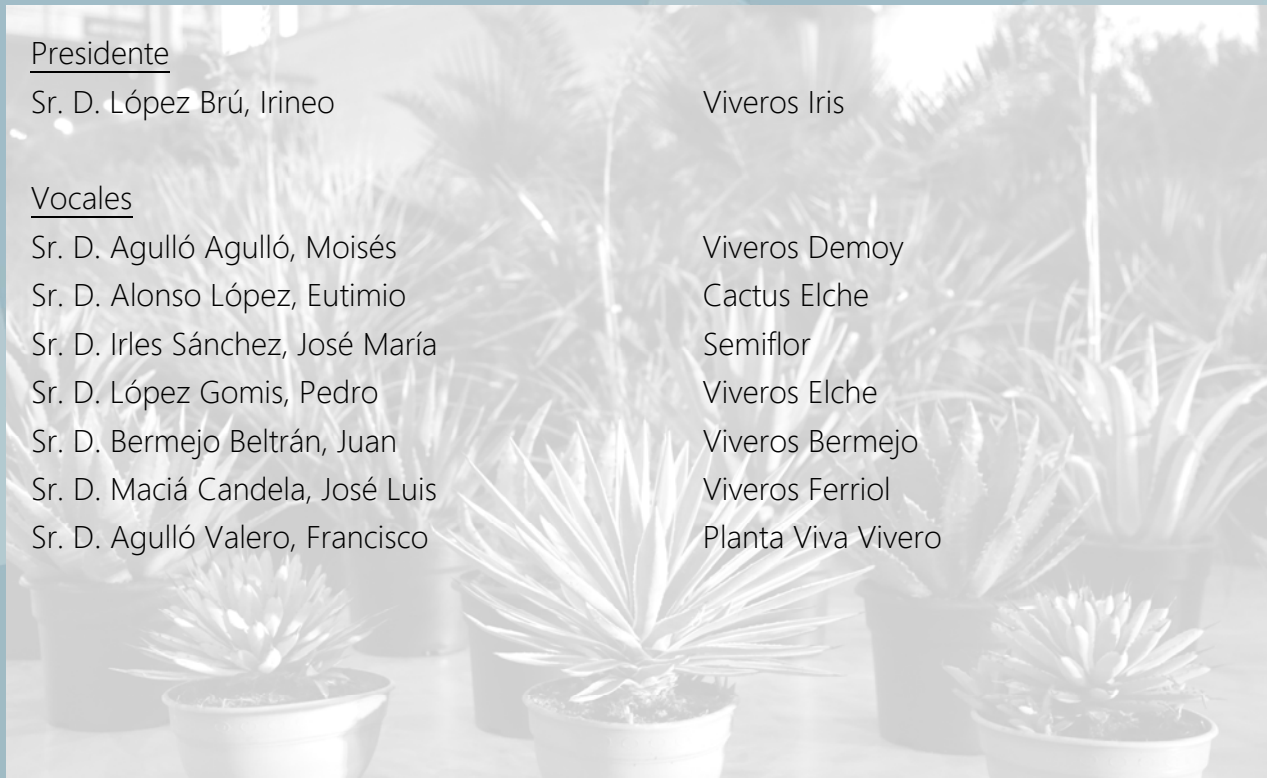 Presidente
Sr. D. López Brú, Irineo Viveros Iris
Vocales
Sr. D. Agulló Agulló, Moisés Viveros Demoy
Sr. D. Alonso López, Eutimio Cactus Elche
Sr. D. Irles Sánchez, José María Semiflor
Sr. D. López Gomis, Pedro Viveros Elche
Sr. D. Bermejo Beltrán, Juan Viveros Bermejo
Sr. D. Maciá Candela, José Luis Viveros Ferriol
Sr. D. Agulló Valero, Francisco Planta Viva Vivero